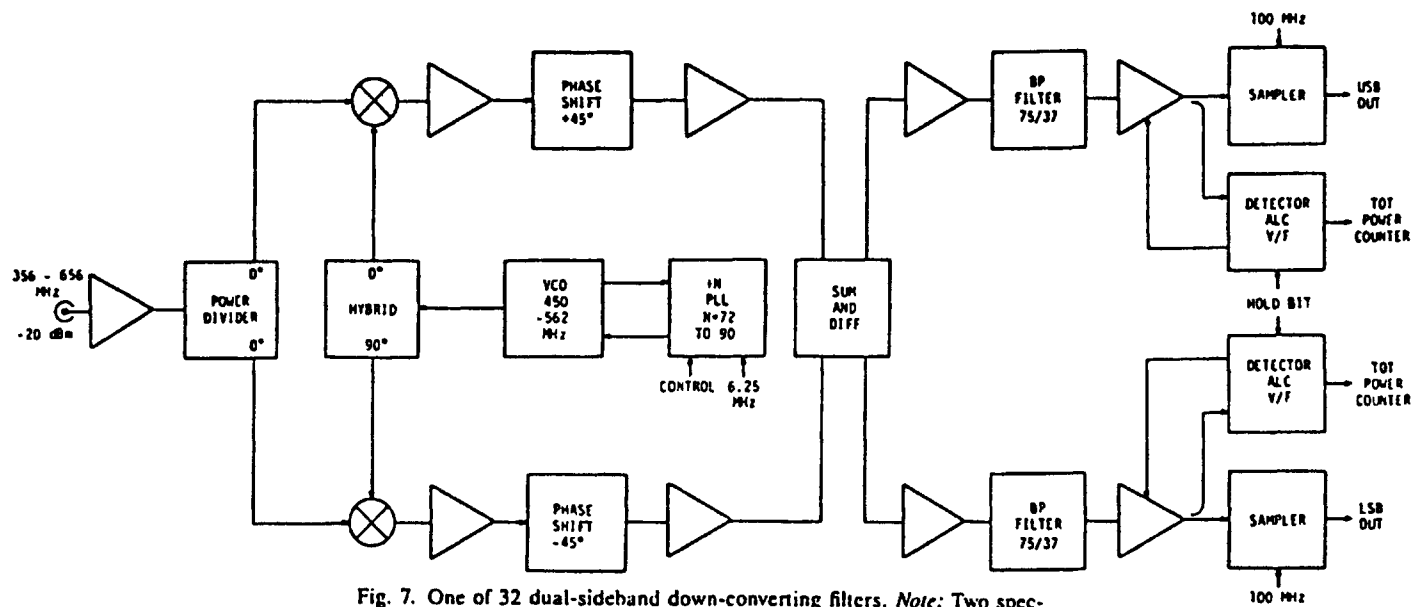 100 MHz
PHASE
SHIFT
+45°
BP
FILTER
75/37
SAMPLER
USB
OUT
356 - 656
MHz
-20 dBm
0°
POWER
DIVIDER
0°
0°
HYBRID
90°
VCO
450
-562
MHz
÷N
PLL
N=72
TO 90
CONTROL 6.25
MHz
SUM
AND
DIFF
DETECTOR
ALC
V/F
TOT
POWER
COUNTER
HOLD BIT
DETECTOR
ALC
V/F
TOT
POWER
COUNTER
PHASE
SHIFT
-45°
BP
FILTER
75/37
SAMPLER
LSB
OUT
100 MHz
Fig. 7. One of 32 dual-sideband down-converting filters. Note: Two spec-